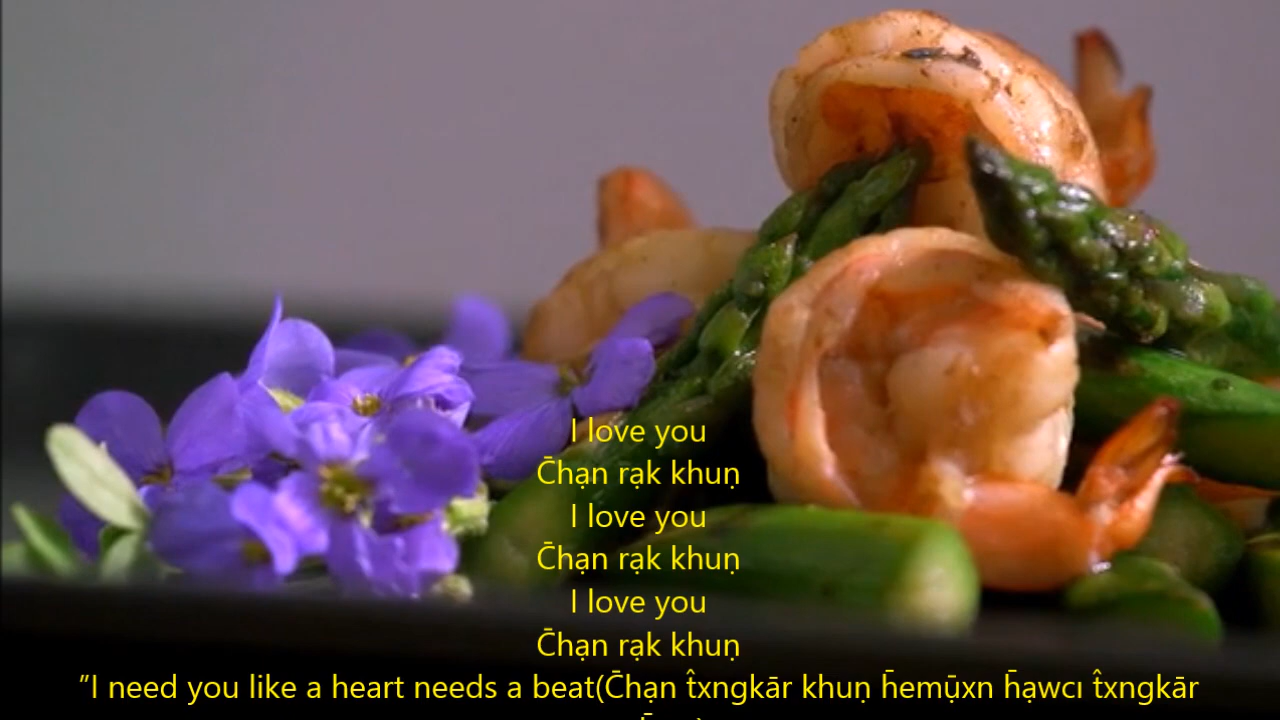 I love you
C̄hạn rạk khuṇ
I love you
C̄hạn rạk khuṇ
I love you
C̄hạn rạk khuṇ
”I need you like a heart needs a beat(C̄hạn t̂xngkār khuṇ h̄emụ̄xn h̄ạwcı t̂xngkār